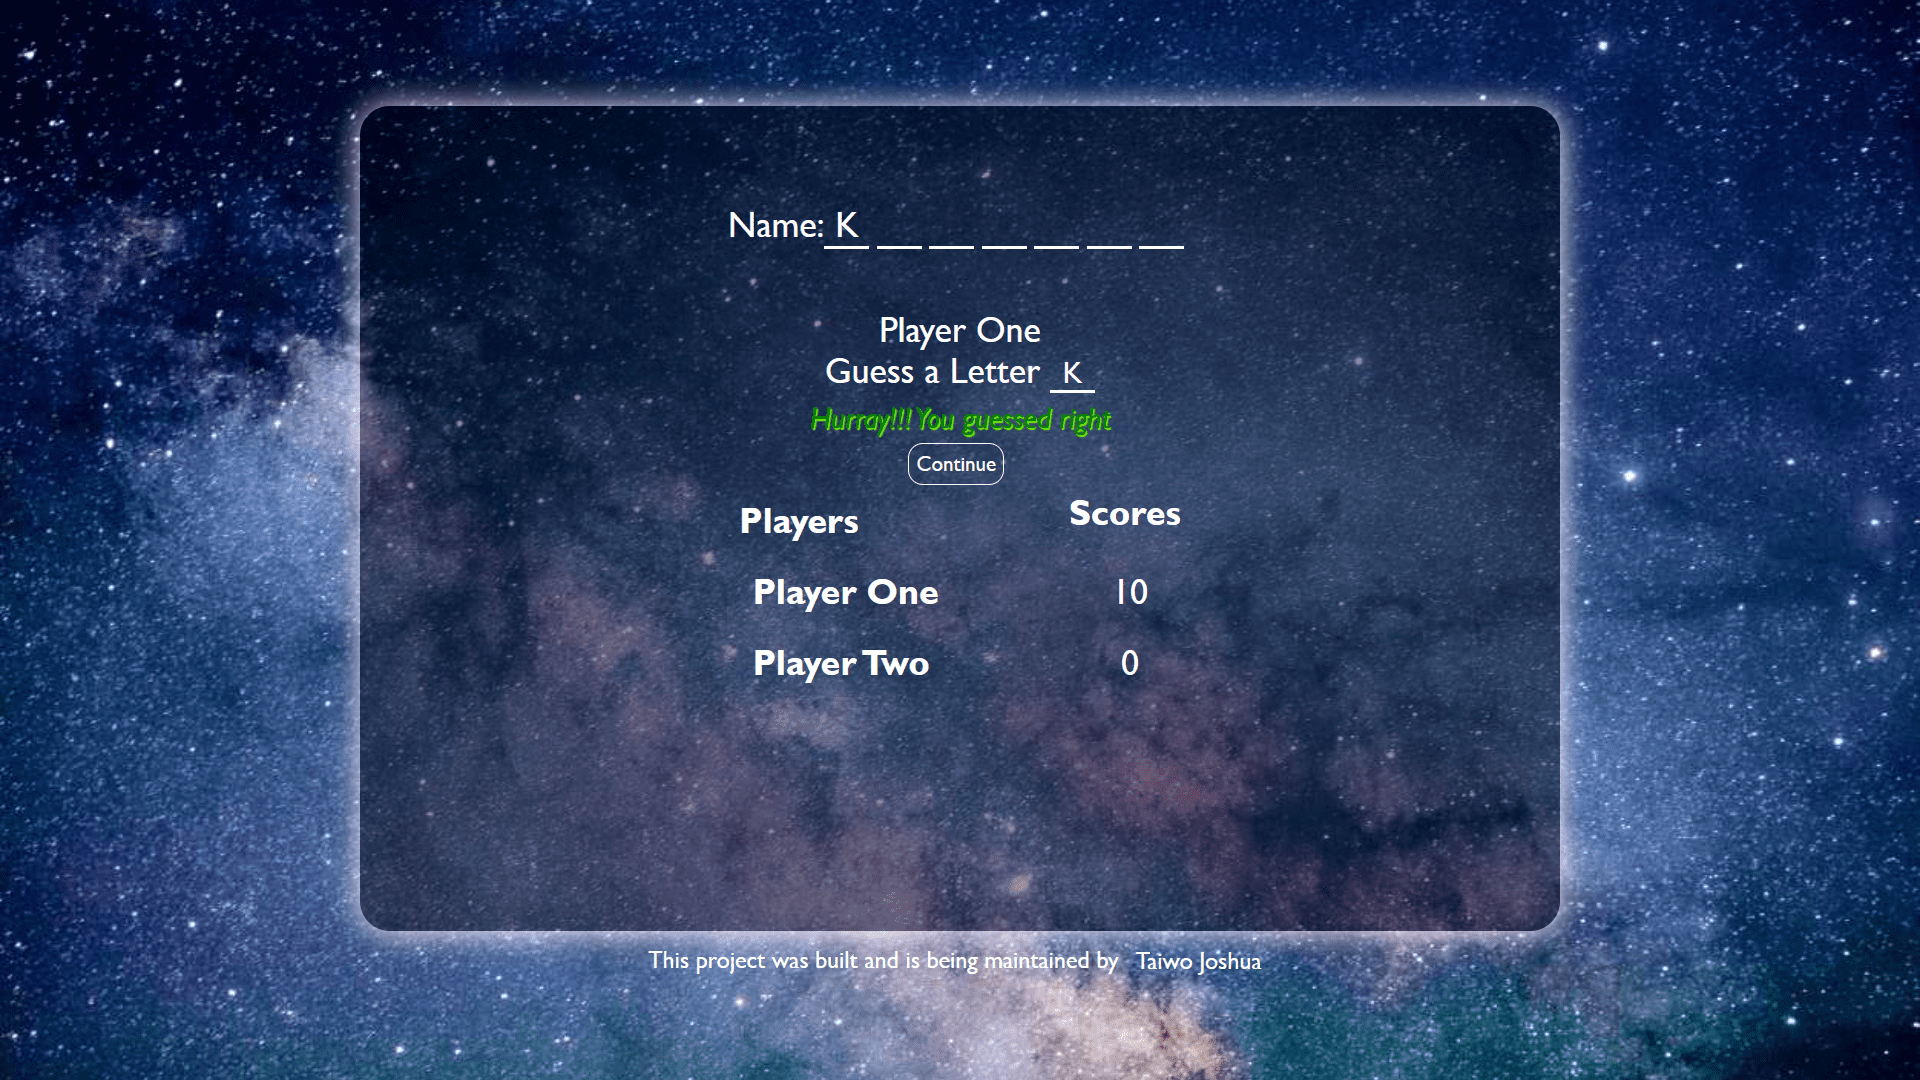 Name: K
Player One
Guess a Letter K
Hurray!!! You guessed right
Continue
Players Scores
Player One 10
Player Two 0
This project was built and is being maintained by Taiwo Joshua